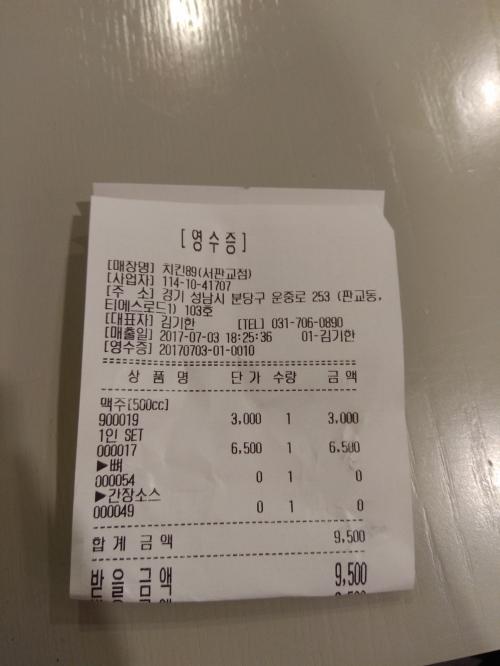 [영수증]
[매장명] 치킨89(서판교점)
[사업자] 114-10-41707
[주 소] 경기 성남시 분당구 운중로 253 (판교동,
티메스로드1) 103호
[대표자] 김기한 [TEL] 031-706-0890
[매출일] 2017-07-03 18:25:36 01-김기한
[영수증] 20170703-01-0010
상 품 명 단 가 수량 금 액
맥주[500cc]
900019 3,000 1 3,000
1인 SET
000017 6,500 1 6,500
▶뼈
000054 0 1 0
▶간장소스
000049 0 1 0
합 계 금 액 9,500
받 을 금 액 9,500